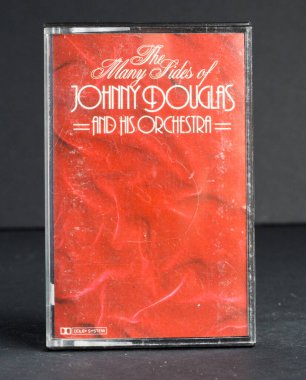 The
Many Sides of
JOHNNY DOUGLAS
AND HIS ORCHESTRA
DOLBY SYSTEM